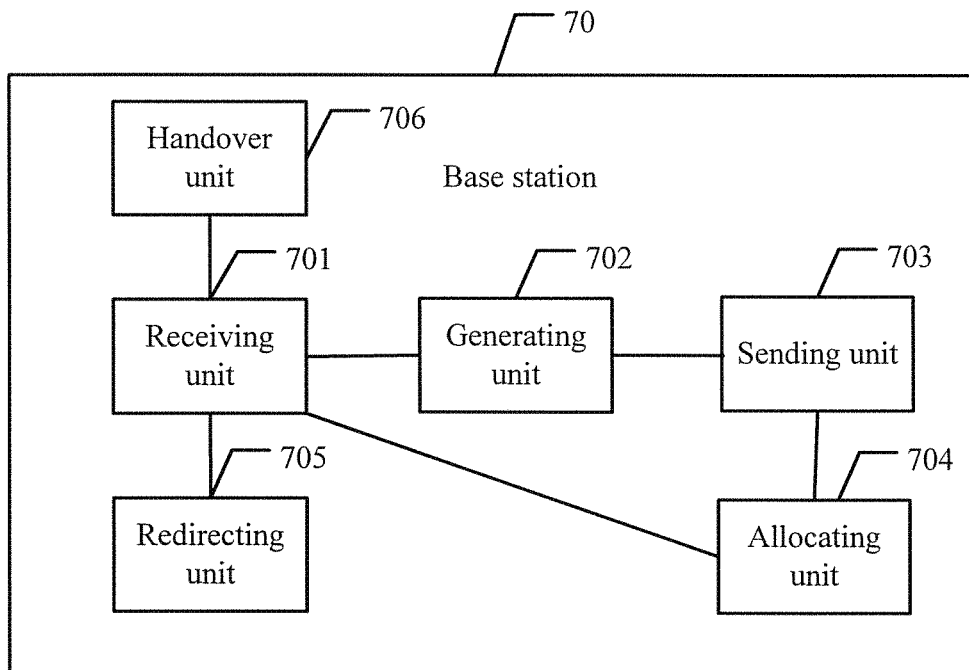 70
Handover
unit
706
Base station
701
702
703
Receiving
unit
Generating
unit
Sending unit
705
704
Redirecting
unit
Allocating
unit